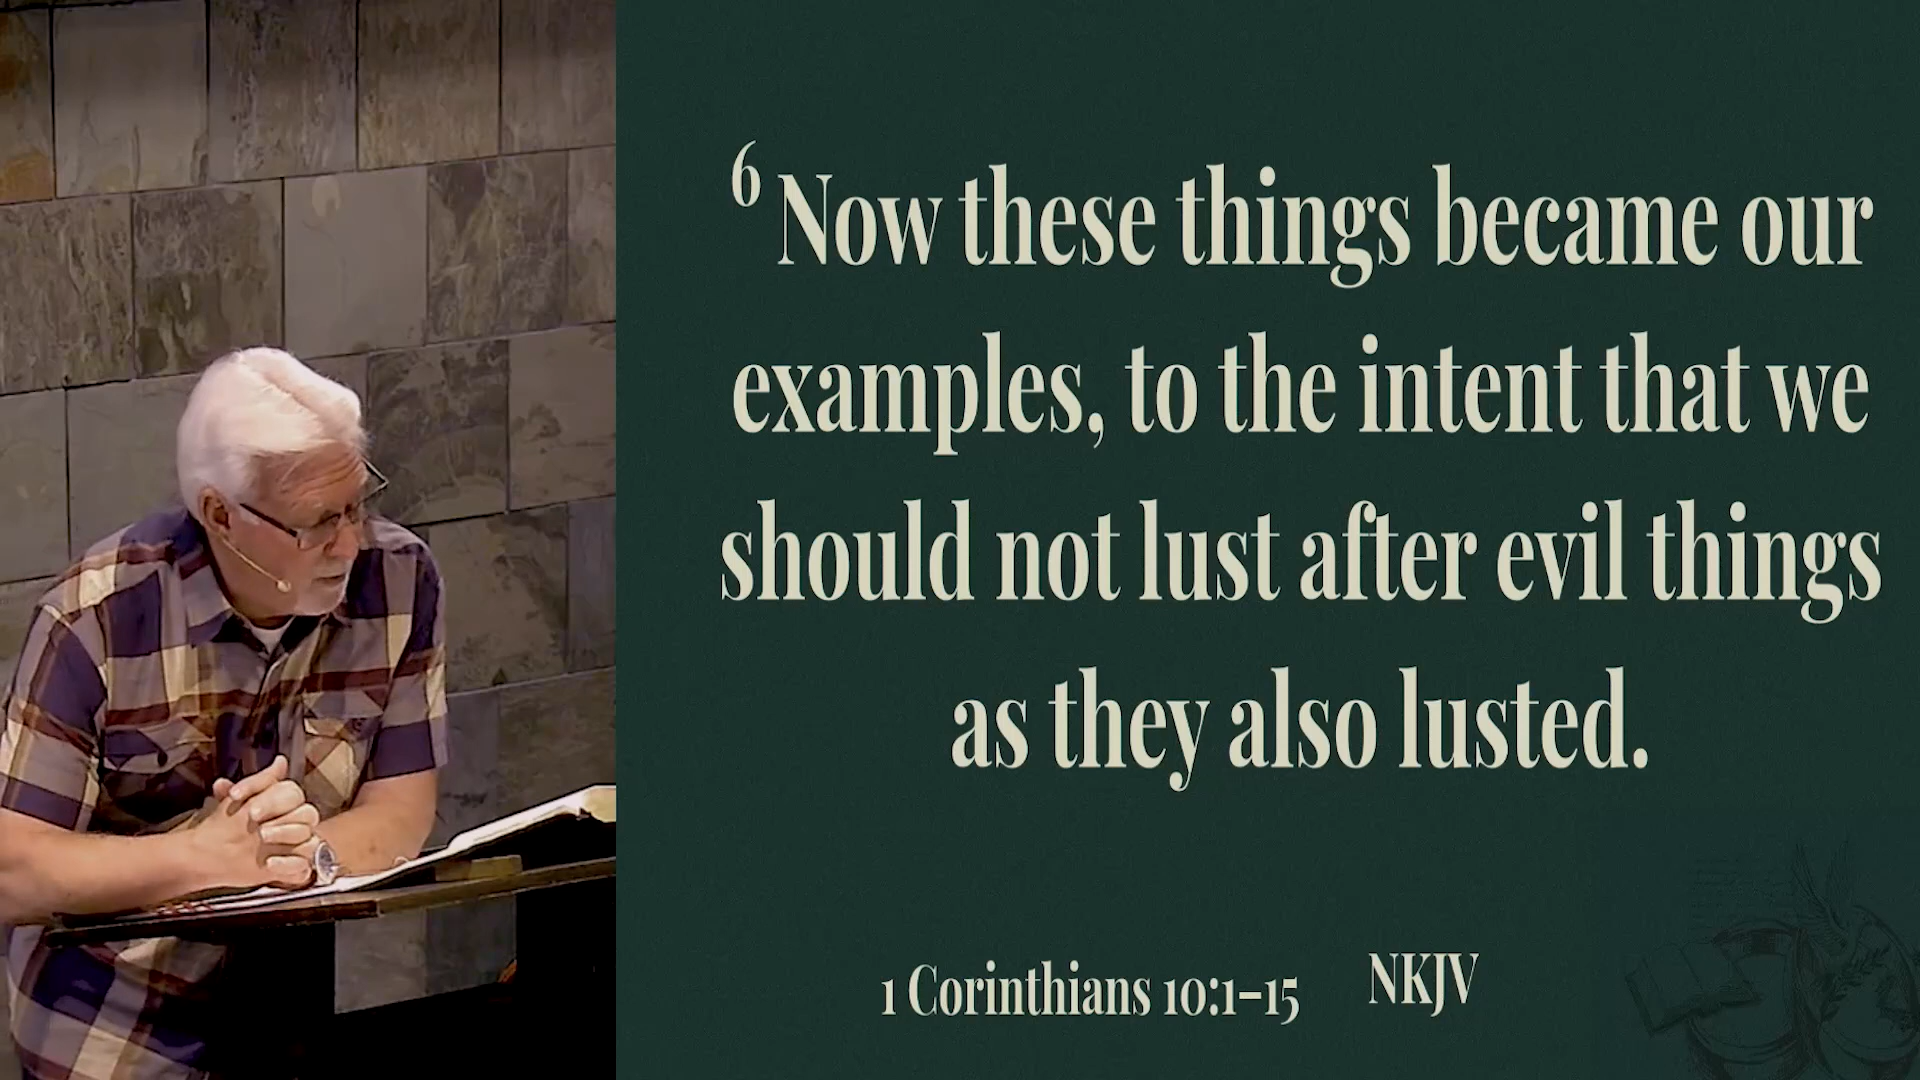 6 Now these things became our
examples, to the intent that we
should not lust after evil things
as they also lusted.
1 Corinthians 10:1–15 NKJV